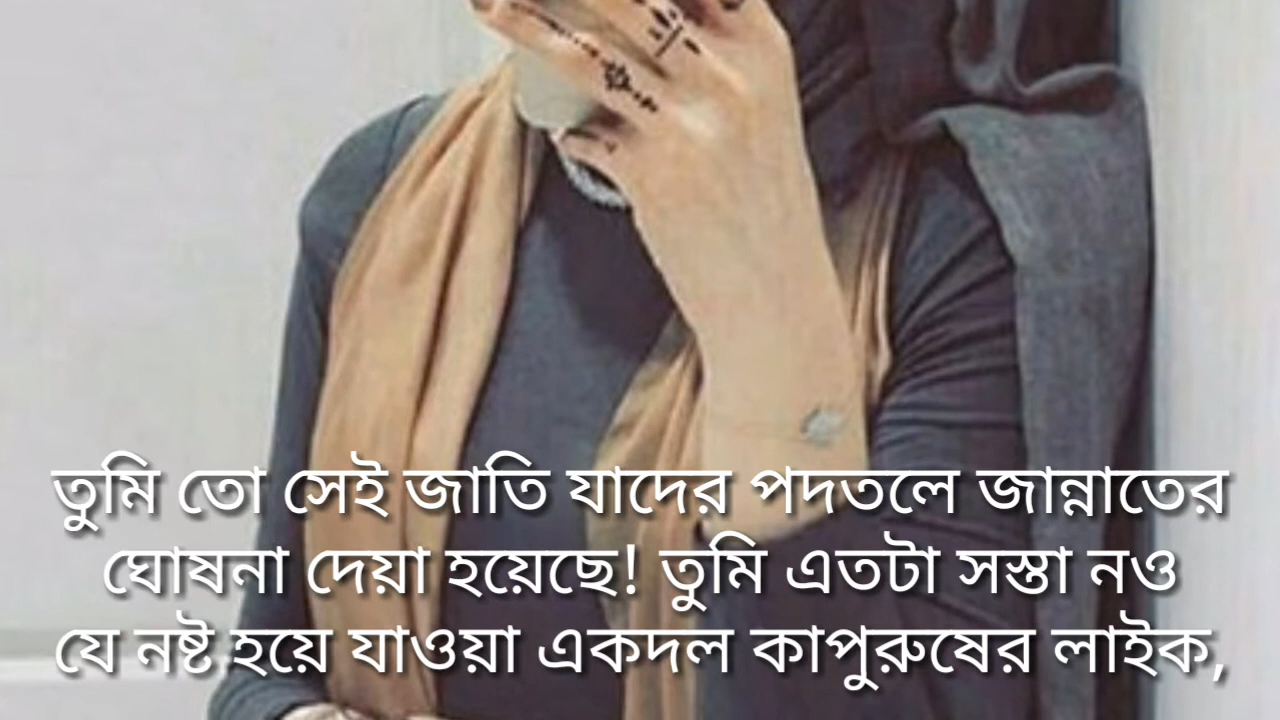 তুমি তো সেই জাতি যাদের পদতলে জান্নাতের
ঘোষনা দেয়া হয়েছে! তুমি এতটা সস্তা নও
যে নষ্ট হয়ে যাওয়া একদল কাপুরুষের লাইক,